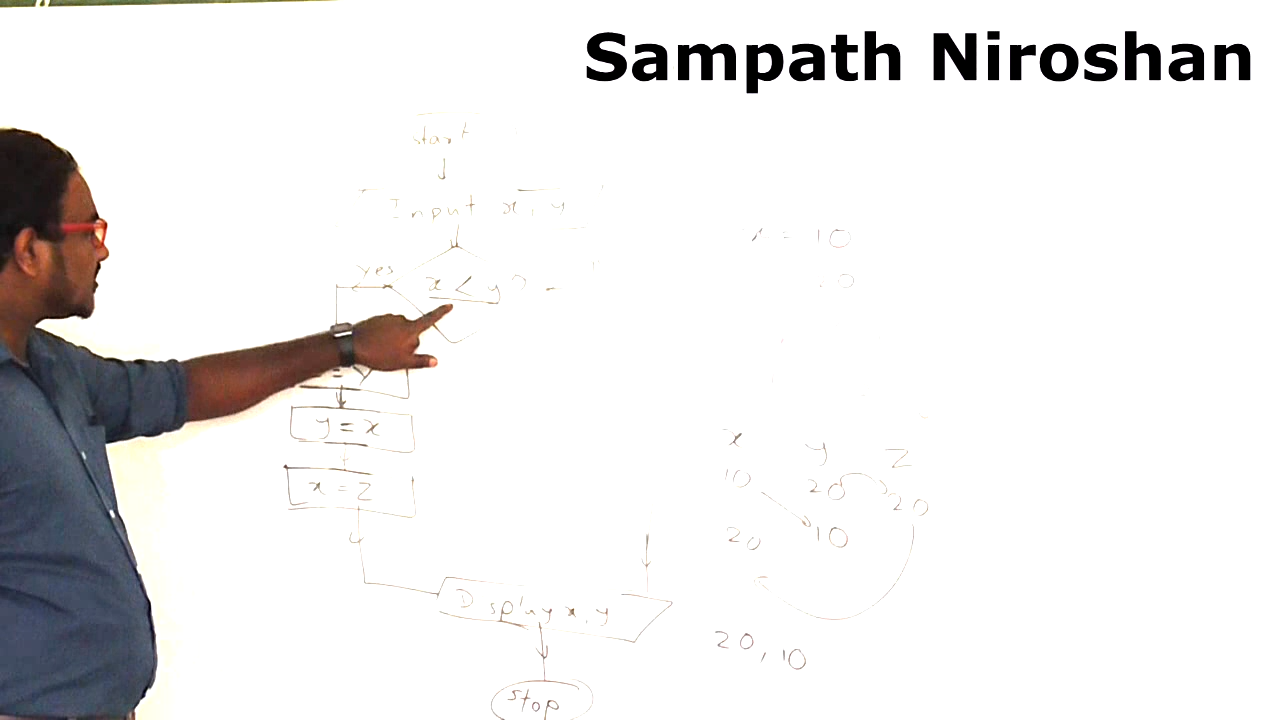 Sampath Niroshan
start
Input x, y
yes
x < y ?
y = x
x = z
Display x, y
stop
= 10
x y z
10 20 20
20 10
20, 10